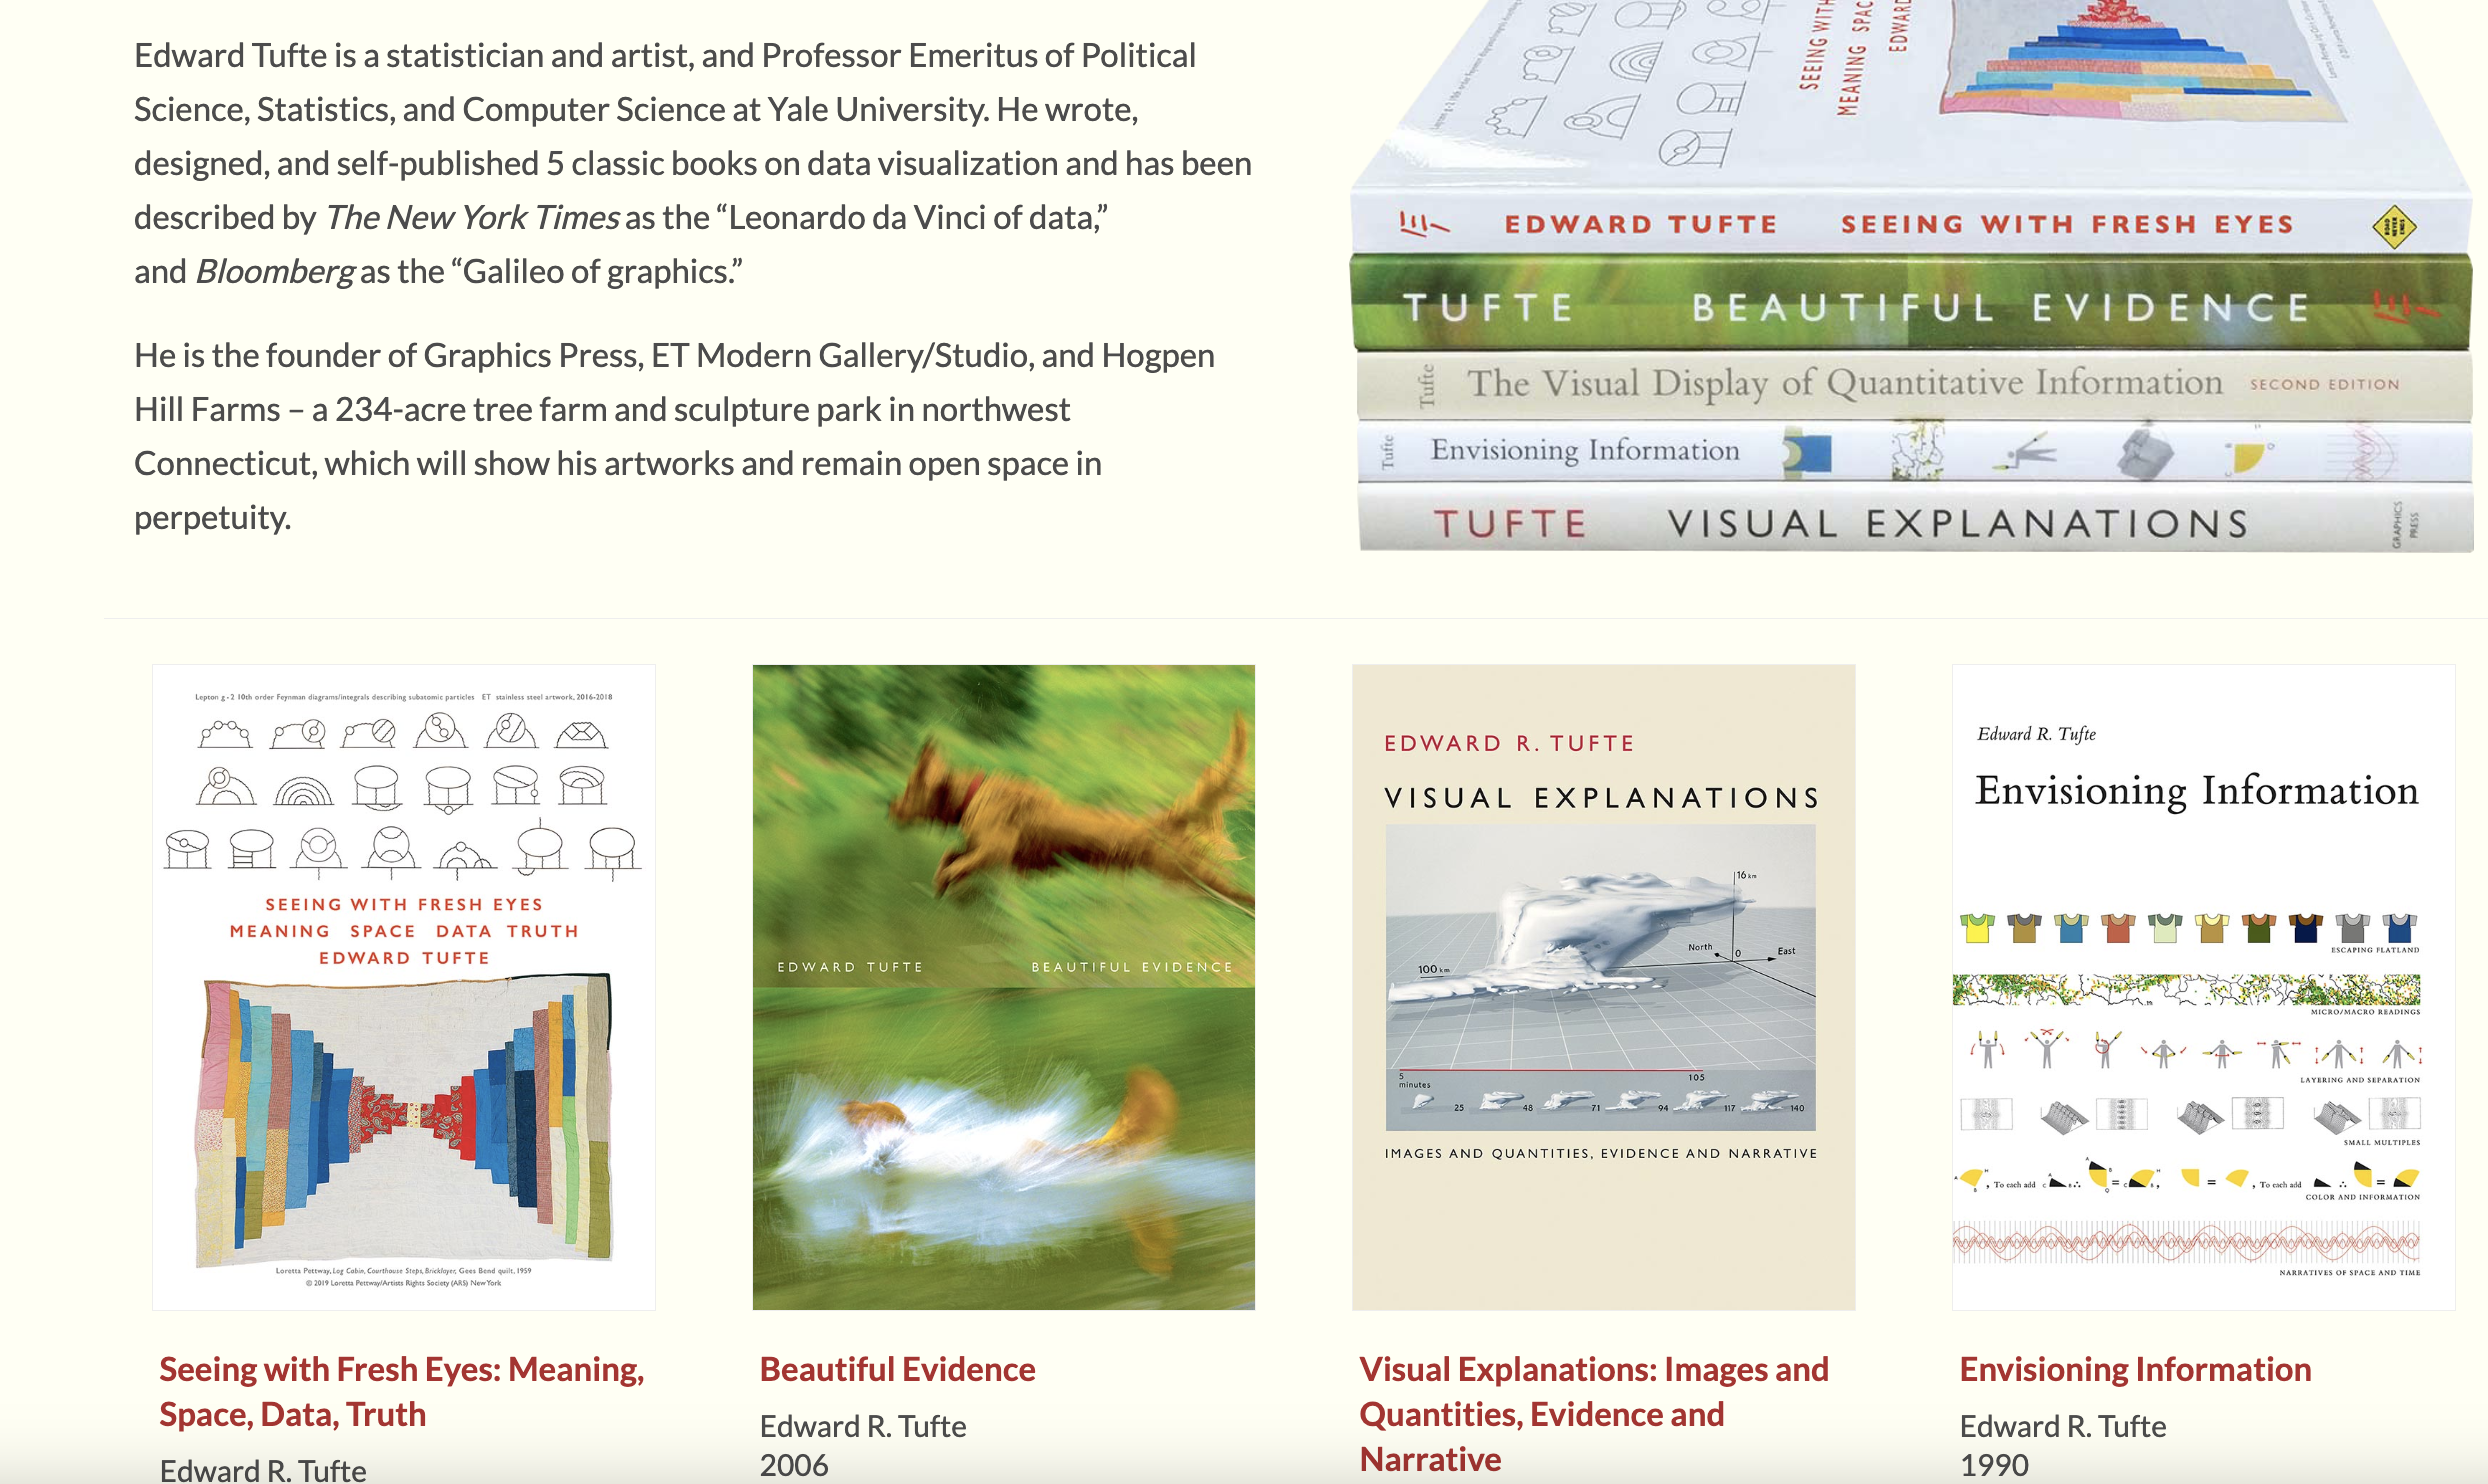 Edward Tufte is a statistician and artist, and Professor Emeritus of Political
Science, Statistics, and Computer Science at Yale University. He wrote,
designed, and self-published 5 classic books on data visualization and has been
described by The New York Times as the “Leonardo da Vinci of data,”
and Bloomberg as the “Galileo of graphics.”
He is the founder of Graphics Press, ET Modern Gallery/Studio, and Hogpen
Hill Farms – a 234-acre tree farm and sculpture park in northwest
Connecticut, which will show his artworks and remain open space in
perpetuity.
SEEING WITH
MEANING SPAC
EDWARD
EDWARD TUFTE SEEING WITH FRESH EYES
TUFTE BEAUTIFUL EVIDENCE
Tufte The Visual Display of Quantitative Information SECOND EDITION
Tufte Envisioning Information
TUFTE VISUAL EXPLANATIONS GRAPHICS PRESS
Lepton g-2 10th order Feynman diagrams/integrals describing subatomic particles ET stainless steel artwork, 2016-2018
SEEING WITH FRESH EYES
MEANING SPACE DATA TRUTH
EDWARD TUFTE
Loretta Pettway, Log Cabin, Courthouse Steps, Bricklayer, Gees Bend quilt, 1959
© 2019 Loretta Pettway/Artists Rights Society (ARS) New York
Seeing with Fresh Eyes: Meaning,
Space, Data, Truth
Edward R. Tufte
EDWARD TUFTE BEAUTIFUL EVIDENCE
Beautiful Evidence
Edward R. Tufte
2006
EDWARD R. TUFTE
VISUAL EXPLANATIONS
16 km
North 0 East
100 km
5 105
minutes
25 48 71 94 117 140
IMAGES AND QUANTITIES, EVIDENCE AND NARRATIVE
Visual Explanations: Images and
Quantities, Evidence and
Narrative
Edward R. Tufte
Envisioning Information
ESCAPING FLATLAND
MICRO/MACRO READINGS
LAYERING AND SEPARATION
SMALL MULTIPLES
, To each add = , = , To each add =
COLOR AND INFORMATION
NARRATIVES OF SPACE AND TIME
Envisioning Information
Edward R. Tufte
1990